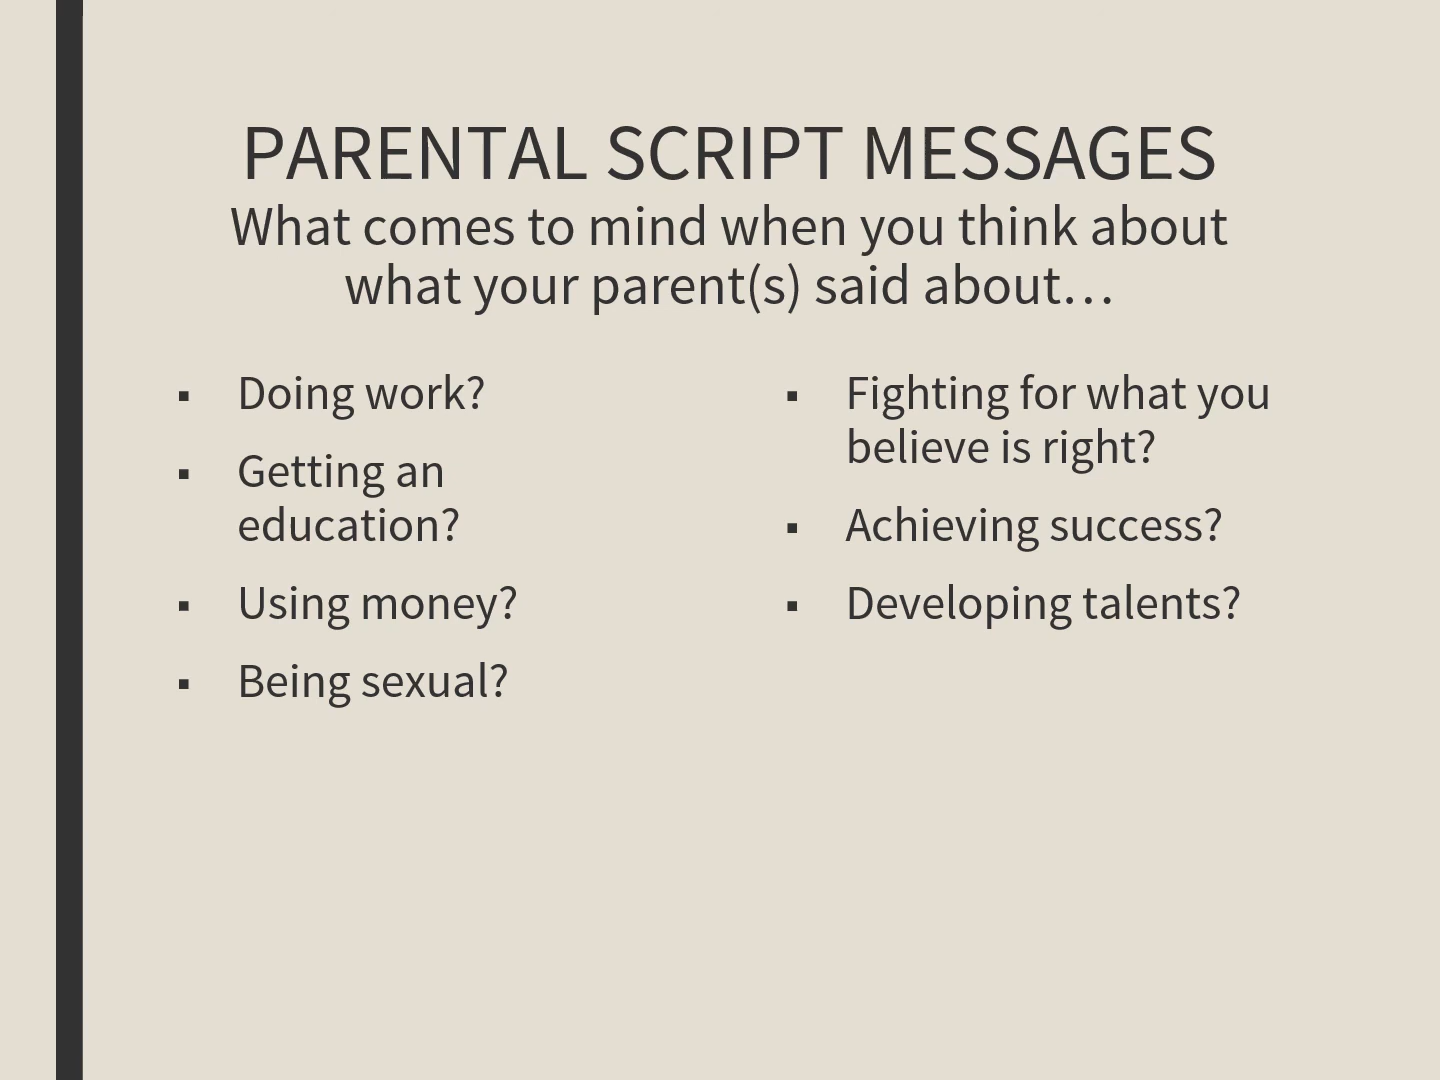 PARENTAL SCRIPT MESSAGES
What comes to mind when you think about
what your parent(s) said about…
▪ Doing work?
▪ Getting an
education?
▪ Using money?
▪ Being sexual?
▪ Fighting for what you
believe is right?
▪ Achieving success?
▪ Developing talents?